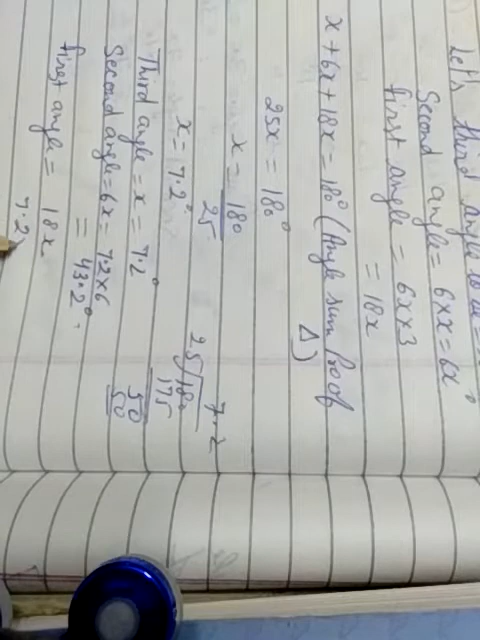 Let's third angle be =
Second angle = 6 x x = 6x°
first angle = 6x x 3
= 18x
x + 6x + 18x = 180° (Angle sum Proof
Δ)
25x = 180°
x = 180
25
x = 7.2°
7.2
25 180
175
50
50
Third angle = x = 7.2°
Second angle = 6x = 7.2 x 6
= 43.2°.
first angle = 18x
7.2